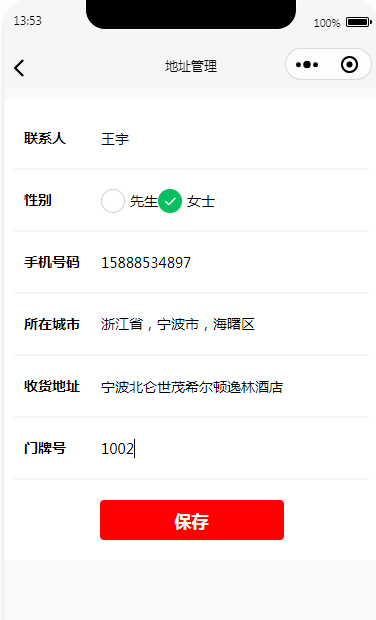 13:53 100%
地址管理
联系人 王宇
性别 先生 女士
手机号码 15888534897
所在城市 浙江省，宁波市，海曙区
收货地址 宁波北仑世茂希尔顿逸林酒店
门牌号 1002
保存